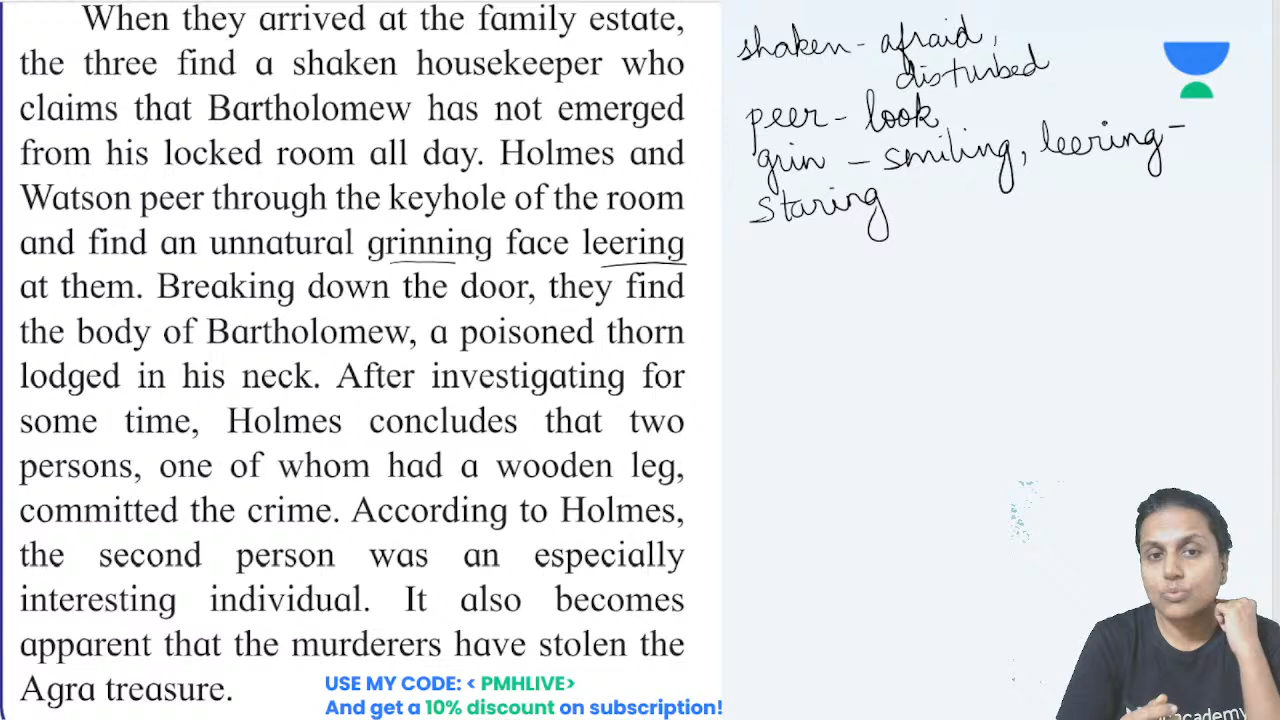 When they arrived at the family estate,
the three find a shaken housekeeper who
claims that Bartholomew has not emerged
from his locked room all day. Holmes and
Watson peer through the keyhole of the room
and find an unnatural grinning face leering
at them. Breaking down the door, they find
the body of Bartholomew, a poisoned thorn
lodged in his neck. After investigating for
some time, Holmes concludes that two
persons, one of whom had a wooden leg,
committed the crime. According to Holmes,
the second person was an especially
interesting individual. It also becomes
apparent that the murderers have stolen the
Agra treasure.
USE MY CODE: < PMHLIVE>
And get a 10% discount on subscription!
shaken - afraid,
disturbed
peer - look
grin - smiling, leering -
staring
academy